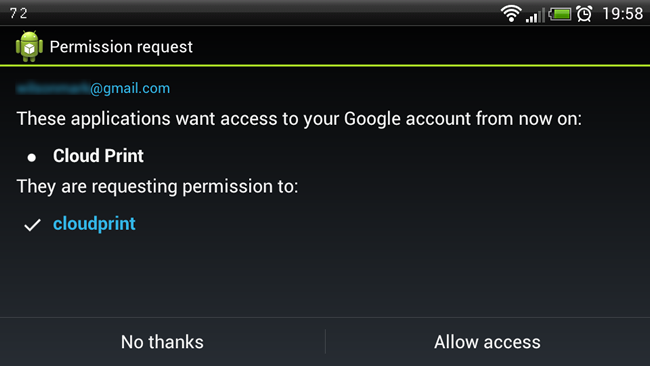 72
19:58
Permission request
@gmail.com
These applications want access to your Google account from now on:
Cloud Print
They are requesting permission to:
cloudprint
No thanks
Allow access